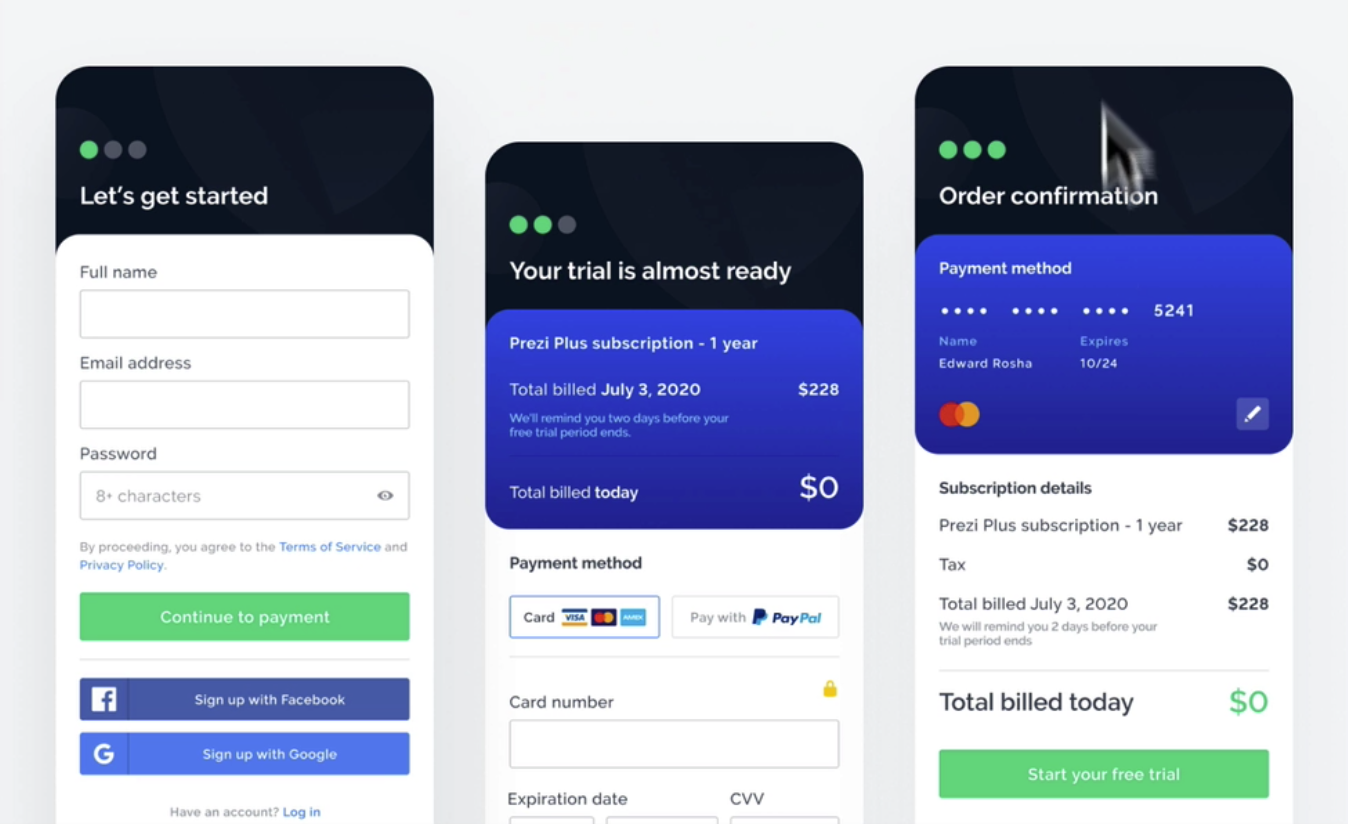 Let's get started
Full name
Email address
Password
8+ characters
By proceeding, you agree to the Terms of Service and
Privacy Policy.
Continue to payment
Sign up with Facebook
G
Sign up with Google
Have an account? Log in
Your trial is almost ready
Prezi Plus subscription - 1 year
Total billed July 3, 2020 $228
We'll remind you two days before your
free trial period ends.
Total billed today $0
Payment method
Card VISA AMEX
Pay with PayPal
Card number
Expiration date CVV
Order confirmation
Payment method
•••• •••• •••• 5241
Name Expires
Edward Rosha 10/24
Subscription details
Prezi Plus subscription - 1 year $228
Tax $0
Total billed July 3, 2020 $228
We will remind you 2 days before your
trial period ends
Total billed today $0
Start your free trial